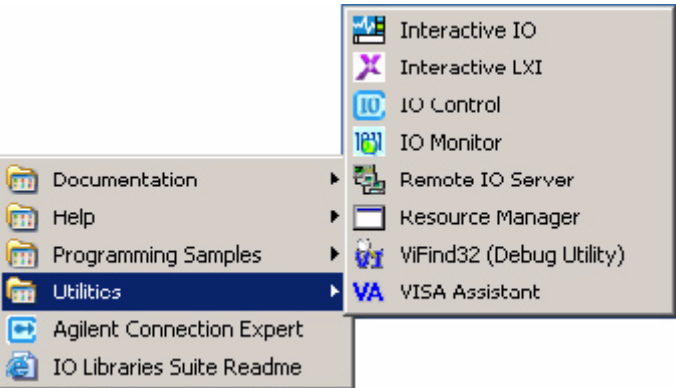 Documentation
Help
Programming Samples
Utilities
Agilent Connection Expert
IO Libraries Suite Readme
Interactive IO
Interactive LXI
IO Control
IO Monitor
Remote IO Server
Resource Manager
ViFind32 (Debug Utility)
VISA Assistant